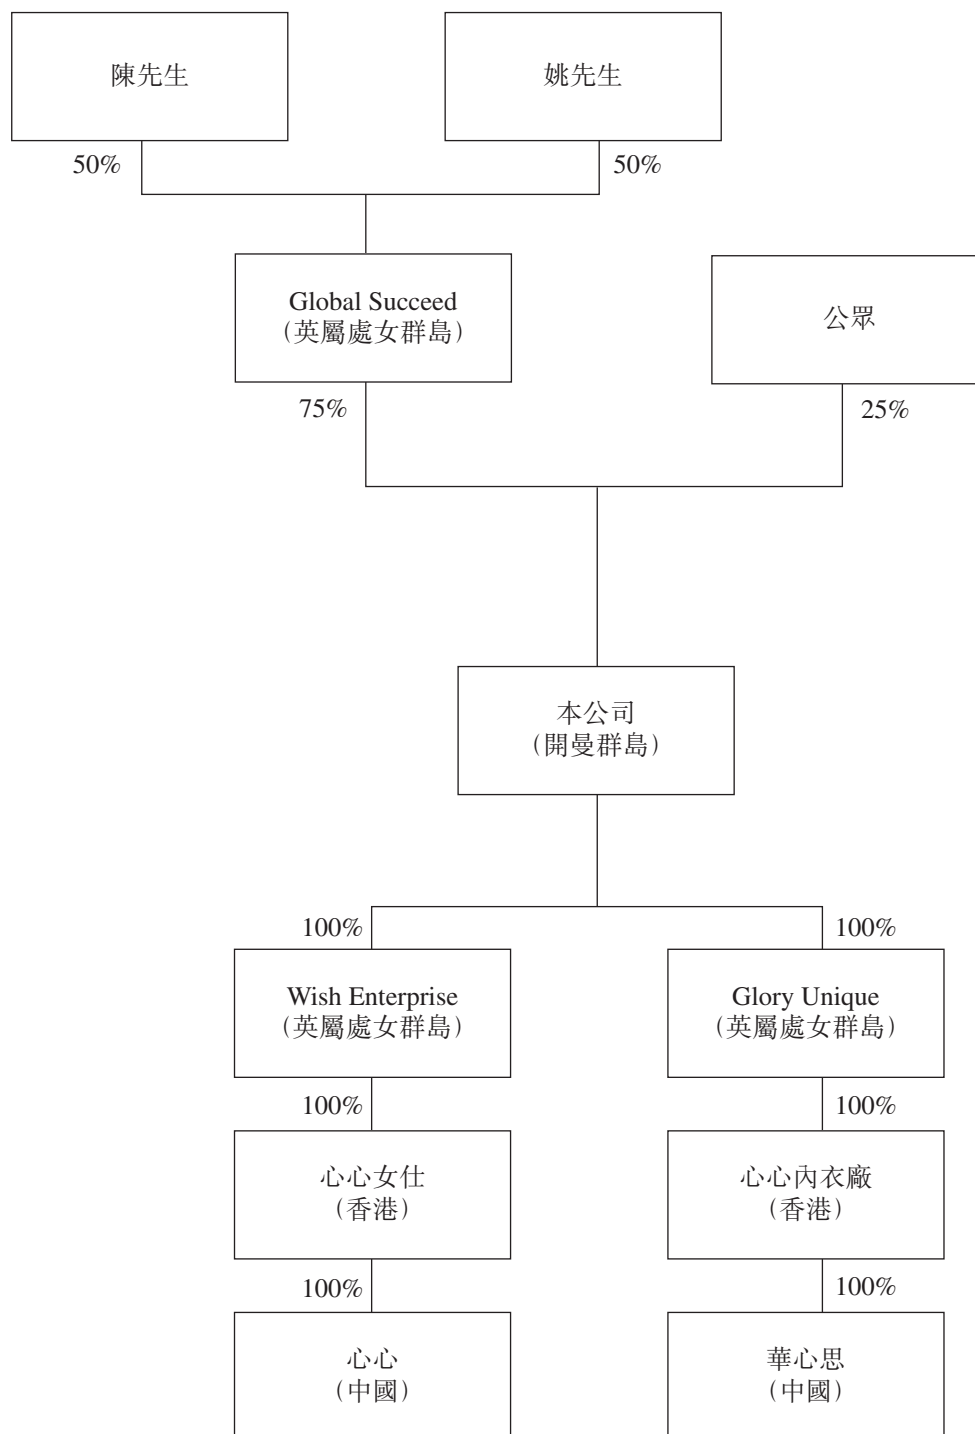 陳先生
姚先生
50%
50%
Global Succeed
（英屬處女群島）
公眾
75%
25%
本公司
（開曼群島）
100%
100%
Wish Enterprise
（英屬處女群島）
Glory Unique
（英屬處女群島）
100%
100%
心心女仕
（香港）
心心內衣廠
（香港）
100%
100%
心心
（中國）
華心思
（中國）